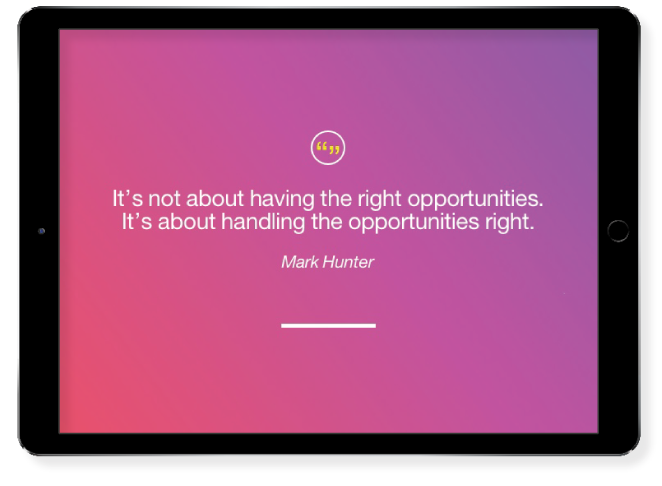 “”
It’s not about having the right opportunities.
It’s about handling the opportunities right.
Mark Hunter